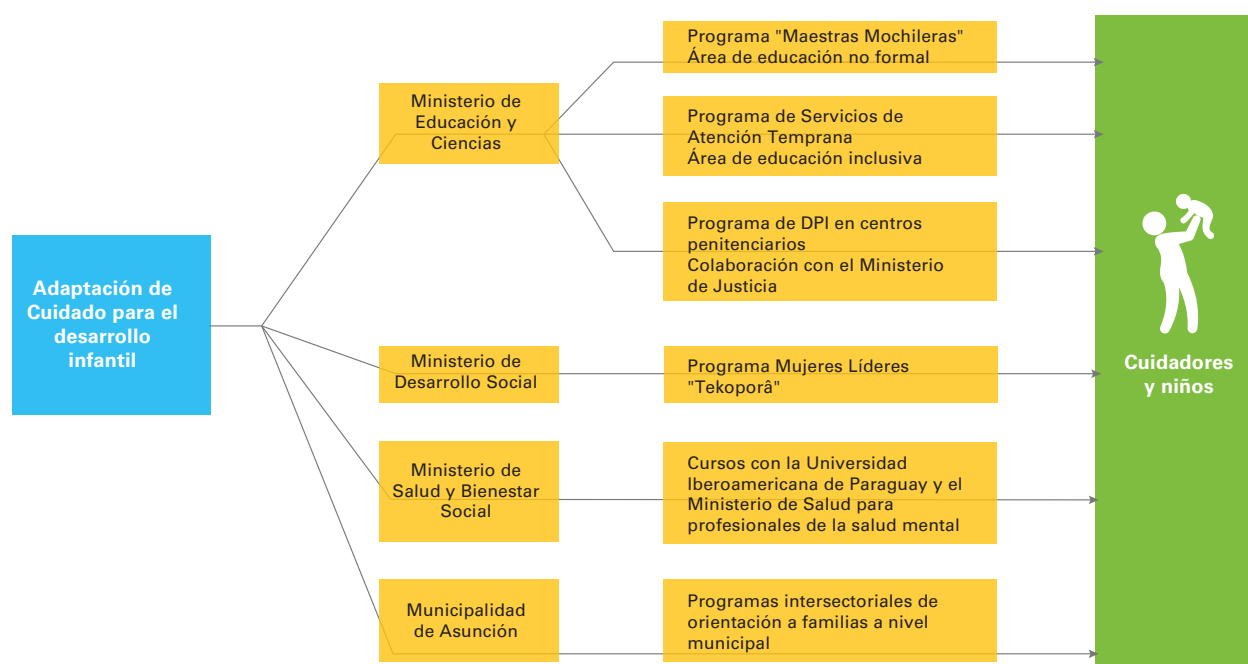 Adaptación de
Cuidado para el
desarrollo
infantil
Ministerio de
Educación y
Ciencias
Programa "Maestras Mochileras"
Área de educación no formal
Programa de Servicios de
Atención Temprana
Área de educación inclusiva
Programa de DPI en centros
penitenciarios
Colaboración con el Ministerio
de Justicia
Ministerio de
Desarrollo Social
Programa Mujeres Líderes
"Tekoporâ"
Ministerio de
Salud y Bienestar
Social
Cursos con la Universidad
Iberoamericana de Paraguay y el
Ministerio de Salud para
profesionales de la salud mental
Municipalidad
de Asunción
Programas intersectoriales de
orientación a familias a nivel
municipal
Cuidadores
y niños